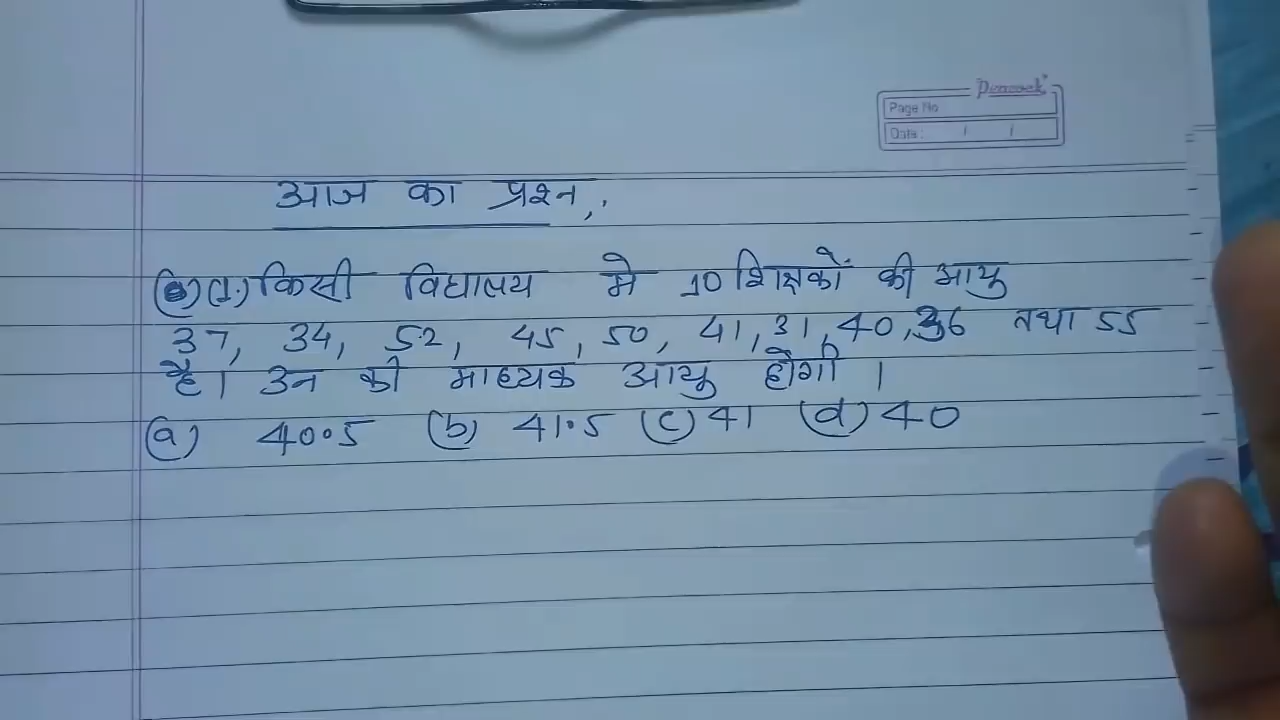 Peacock
Page No
Date : / /
आज का प्रश्न,.
(1.) किसी विद्यालय मे 10 शिक्षकों की आयु
37, 34, 52, 45, 50, 41, 31, 40, 36 तथा 55
है। उन की माध्यक आयु होगी ।
(a) 40.5 (b) 41.5 (c) 41 (d) 40